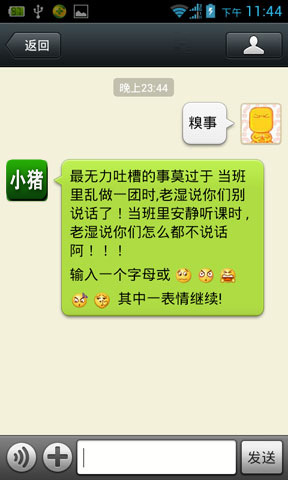 下午 11:44
返回
晚上23:44
糗事
小猪
最无力吐槽的事莫过于 当班
里乱做一团时,老湿说你们别
说话了！当班里安静听课时，
老湿说你们怎么都不说话
阿！！！
输入一个字母或
其中一表情继续!
发送